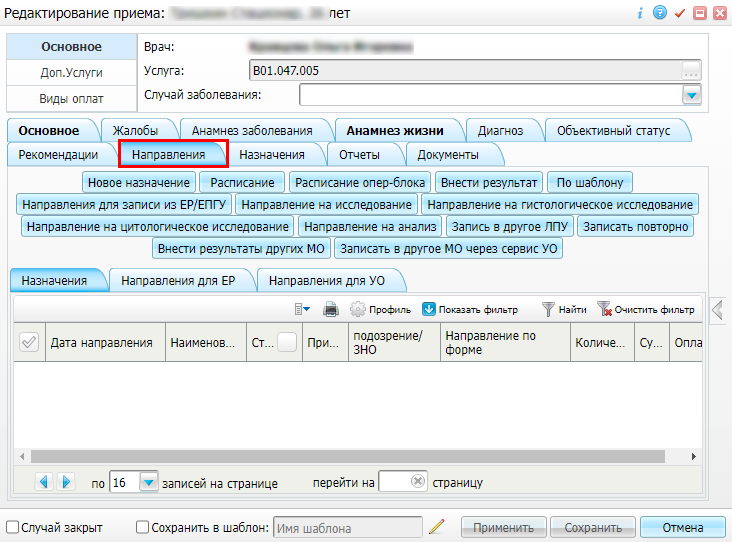 Редактирование приема: лет
Основное
Доп.Услуги
Виды оплат
Врач:
Услуга: B01.047.005 ...
Случай заболевания:
Основное Жалобы Анамнез заболевания Анамнез жизни Диагноз Объективный статус
Рекомендации Направления Назначения Отчеты Документы
Новое назначение Расписание Расписание опер-блока Внести результат По шаблону
Направления для записи из ЕР/ЕПГУ Направление на исследование Направление на гистологическое исследование
Направление на цитологическое исследование Направление на анализ Запись в другое ЛПУ Записать повторно
Внести результаты других МО Записать в другое МО через сервис УО
Назначения Направления для ЕР Направления для УО
Профиль Показать фильтр Найти Очистить фильтр
Дата направления Наименов... Ст... При... подозрение/ЗНО Направление по форме Количе... Су... Опла
по 16 записей на странице перейти на страницу
Случай закрыт Сохранить в шаблон: Имя шаблона Применить Сохранить Отмена